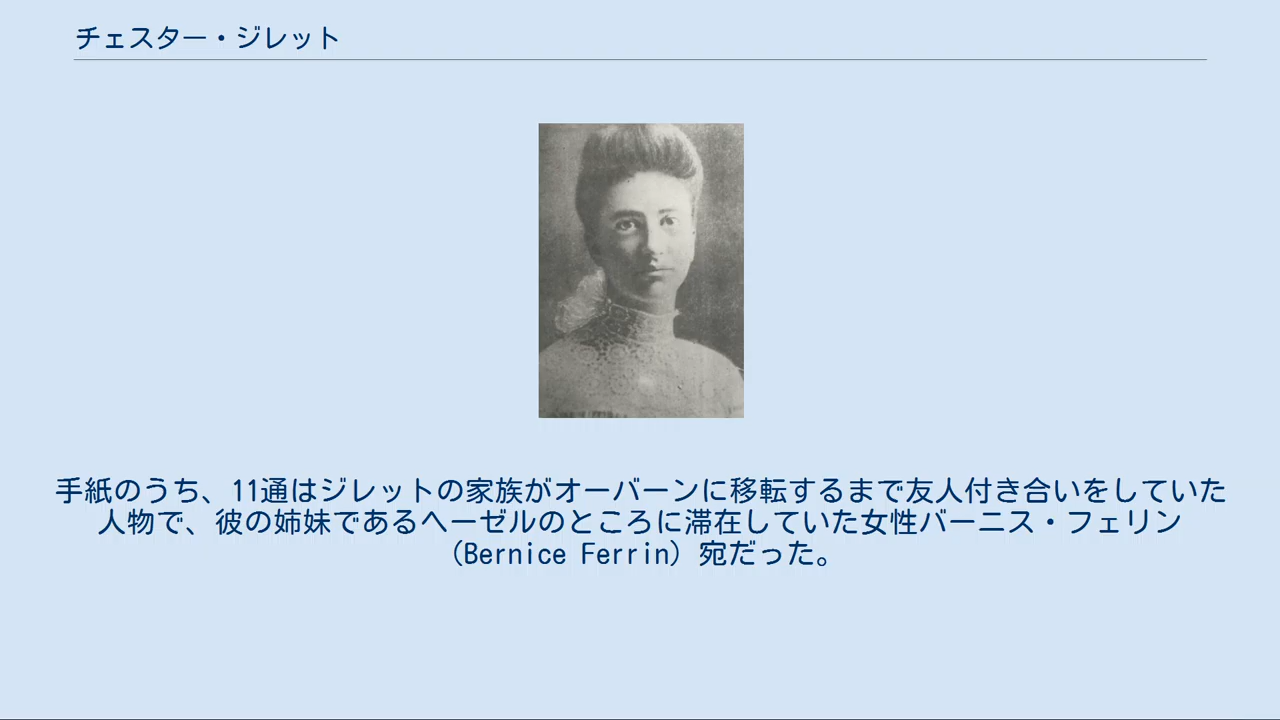 チェスター・ジレット
手紙のうち、11通はジレットの家族がオーバーンに移転するまで友人付き合いをしていた
人物で、彼の姉妹であるヘーゼルのところに滞在していた女性バーニス・フェリン
（Bernice Ferrin）宛だった。